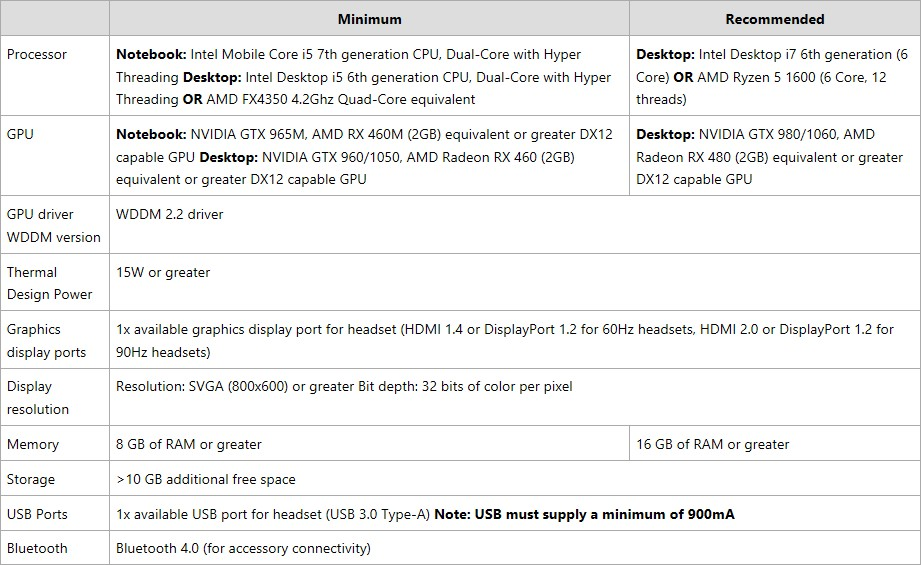 Minimum Recommended
Processor
Notebook: Intel Mobile Core i5 7th generation CPU, Dual-Core with Hyper
Threading Desktop: Intel Desktop i5 6th generation CPU, Dual-Core with Hyper
Threading OR AMD FX4350 4.2Ghz Quad-Core equivalent
Desktop: Intel Desktop i7 6th generation (6
Core) OR AMD Ryzen 5 1600 (6 Core, 12
threads)
GPU
Notebook: NVIDIA GTX 965M, AMD RX 460M (2GB) equivalent or greater DX12
capable GPU Desktop: NVIDIA GTX 960/1050, AMD Radeon RX 460 (2GB)
equivalent or greater DX12 capable GPU
Desktop: NVIDIA GTX 980/1060, AMD
Radeon RX 480 (2GB) equivalent or greater
DX12 capable GPU
GPU driver
WDDM version
WDDM 2.2 driver
Thermal
Design Power
15W or greater
Graphics
display ports
1x available graphics display port for headset (HDMI 1.4 or DisplayPort 1.2 for 60Hz headsets, HDMI 2.0 or DisplayPort 1.2 for
90Hz headsets)
Display
resolution
Resolution: SVGA (800x600) or greater Bit depth: 32 bits of color per pixel
Memory
8 GB of RAM or greater
16 GB of RAM or greater
Storage
>10 GB additional free space
USB Ports
1x available USB port for headset (USB 3.0 Type-A) Note: USB must supply a minimum of 900mA
Bluetooth
Bluetooth 4.0 (for accessory connectivity)